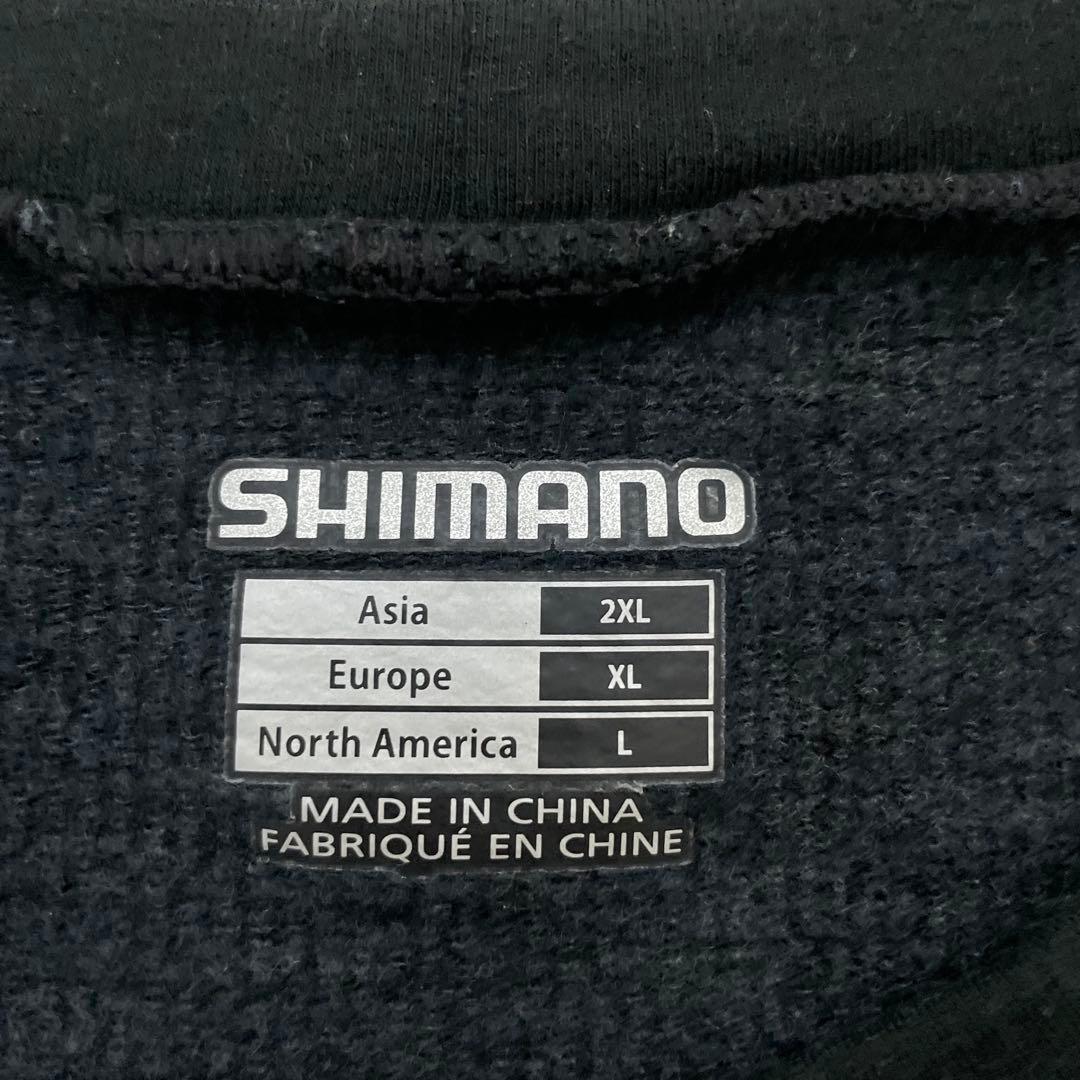 SHIMANO
Asia 2XL
Europe XL
North America L
MADE IN CHINA
FABRIQUÉ EN CHINE